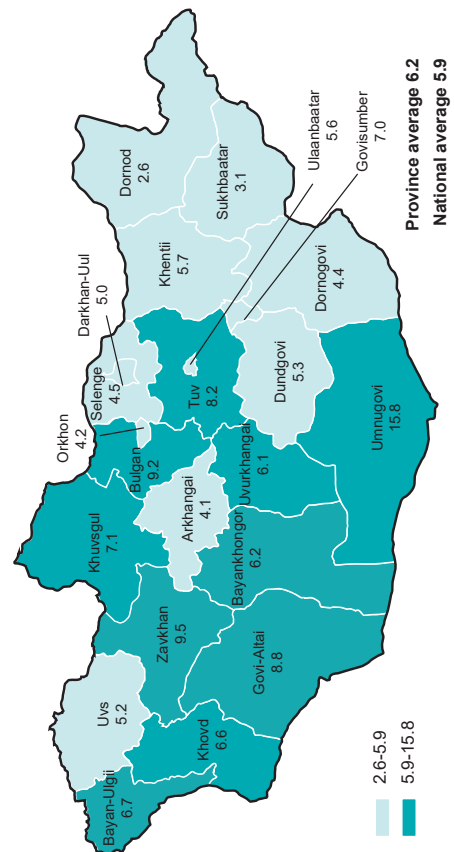 Uvs
5.2
Bayan-Ulgii
6.7
Khovd
6.6
Zavkhan
9.5
Govi-Altai
8.8
Khuvsgul
7.1
Orkhon
4.2
Bulgan
9.2
Arkhangai
4.1
Bayankhongor
6.2
Uvurkhangai
6.1
Selenge
4.5
Darkhan-Uul
5.0
Tuv
8.2
Dundgovi
5.3
Umnugovi
15.8
Khentii
5.7
Dornod
2.6
Sukhbaatar
3.1
Dornogovi
4.4
Ulaanbaatar
5.6
Govisumber
7.0
2.6-5.9
5.9-15.8
Province average 6.2
National average 5.9